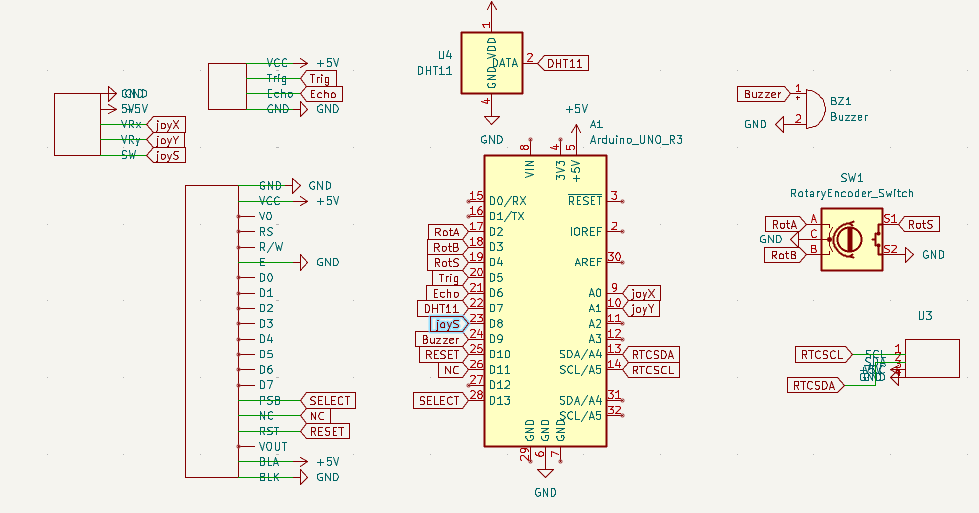 VCC +5V
Trig Trig
Echo Echo
GND GND
GND GND
5V +5V
VRx joyX
VRy joyY
SW joyS
U4
DHT11
1
VDD
DATA
GND
2 DHT11
4
GND
Buzzer 1
+
GND 2
BZ1
Buzzer
+5V
A1
Arduino_UNO_R3
8 4 5
VIN 3V3 +5V
15 D0/RX RESET 3
16 D1/TX
RotA 17 D2 IOREF 2
RotB 18 D3
RotS 19 D4 AREF 30
Trig 20 D5
Echo 21 D6 A0 9 joyX
DHT11 22 D7 A1 10 joyY
joyS 23 D8 A2 11
Buzzer 24 D9 A3 12
RESET 25 D10 SDA/A4 13 RTCSDA
NC 26 D11 SCL/A5 14 RTCSCL
27 D12
SELECT 28 D13 SDA/A4 31
SCL/A5 32
GND GND GND
29 6 7
GND
GND GND
VCC +5V
V0
RS
R/W
E GND
D0
D1
D2
D3
D4
D5
D6
D7
PSB SELECT
NC NC
RST RESET
VOUT
BLA +5V
BLK GND
SW1
RotaryEncoder_Switch
RotA A S1 RotS
GND C
RotB B S2 GND
U3
RTCSCL SCL 1
SDA
RTCSDA GND